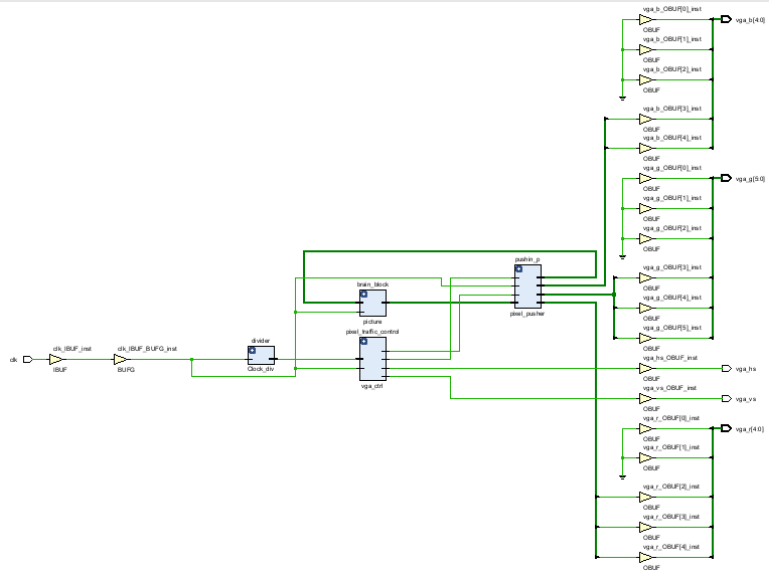 vga_b_OBUF[0]_inst
vga_b[4:0]
OBUF
vga_b_OBUF[1]_inst
OBUF
vga_b_OBUF[2]_inst
OBUF
vga_b_OBUF[3]_inst
OBUF
vga_b_OBUF[4]_inst
OBUF
vga_g_OBUF[0]_inst
vga_g[5:0]
OBUF
vga_g_OBUF[1]_inst
OBUF
vga_g_OBUF[2]_inst
OBUF
pushin_p
pixel_pusher
vga_g_OBUF[3]_inst
OBUF
vga_g_OBUF[4]_inst
OBUF
vga_g_OBUF[5]_inst
OBUF
brain_block
picture
pixel_traffic_control
vga_ctrl
divider
Clock_div
clk_IBUF_inst
clk_IBUF_BUFG_inst
clk
IBUF
BUFG
vga_hs_OBUF_inst
vga_hs
OBUF
vga_vs_OBUF_inst
vga_vs
OBUF
vga_r_OBUF[0]_inst
vga_r[4:0]
OBUF
vga_r_OBUF[1]_inst
OBUF
vga_r_OBUF[2]_inst
OBUF
vga_r_OBUF[3]_inst
OBUF
vga_r_OBUF[4]_inst
OBUF